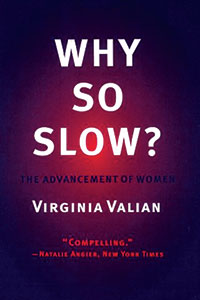 WHY
SO
SLOW?
THE ADVANCEMENT OF WOMEN
VIRGINIA VALIAN
"COMPELLING."
—NATALIE ANGIER, NEW YORK TIMES